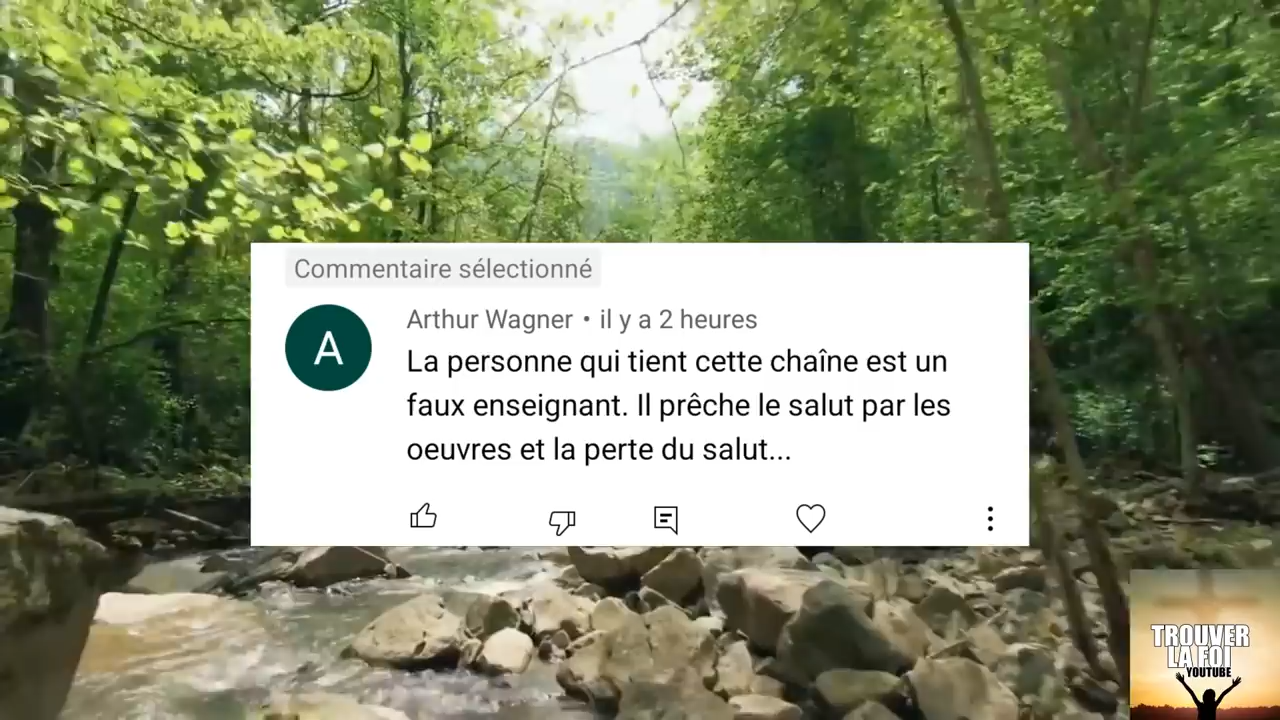 Commentaire sélectionné
A
Arthur Wagner • il y a 2 heures
La personne qui tient cette chaîne est un
faux enseignant. Il prêche le salut par les
oeuvres et la perte du salut...
TROUVER
LA FOI
YOUTUBE